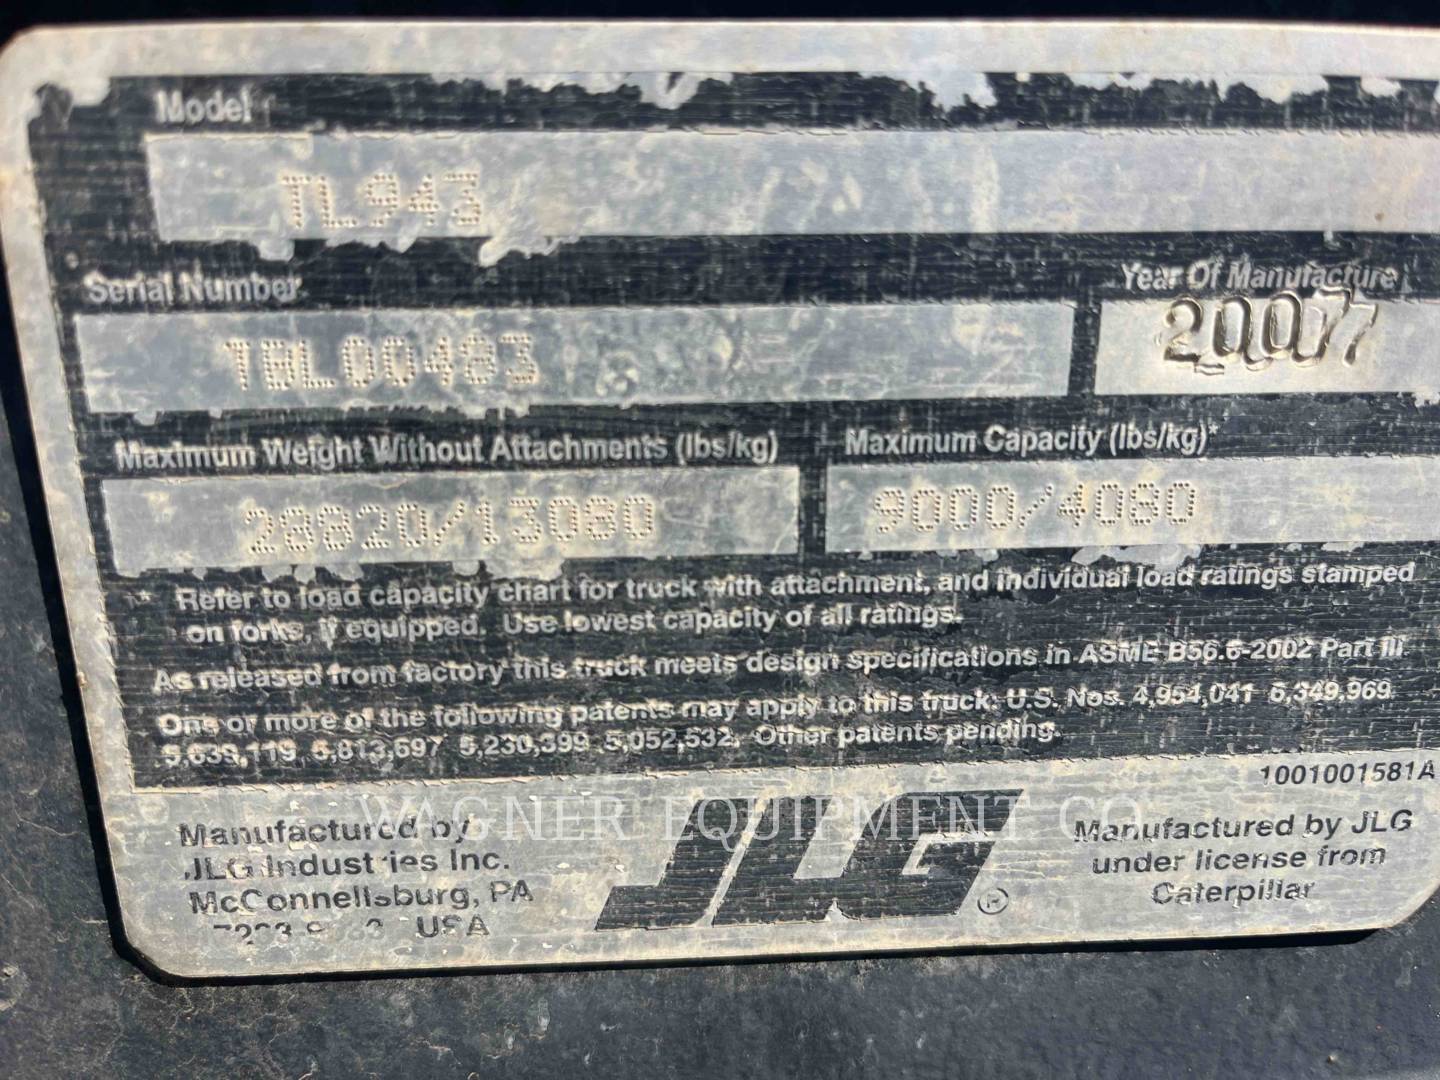 Model
TL943
Serial Number
TBL00483
Year Of Manufacture
2007
Maximum Weight Without Attachments (lbs/kg)
28820/13080
Maximum Capacity (lbs/kg)*
9000/4080
* Refer to load capacity chart for truck with attachment, and individual load ratings stamped
on forks, if equipped. Use lowest capacity of all ratings.
As released from factory this truck meets design specifications in ASME B56.6-2002 Part III
One or more of the following patents may apply to this truck: U.S. Nos. 4,954,041 6,349,969
5,639,119 5,813,697 5,230,399 5,052,532. Other patents pending.
1001001581A
Manufactured by
JLG Industries Inc.
McConnellsburg, PA
USA
JLG®
Manufactured by JLG
under license from
Caterpillar
WAGNER EQUIPMENT CO